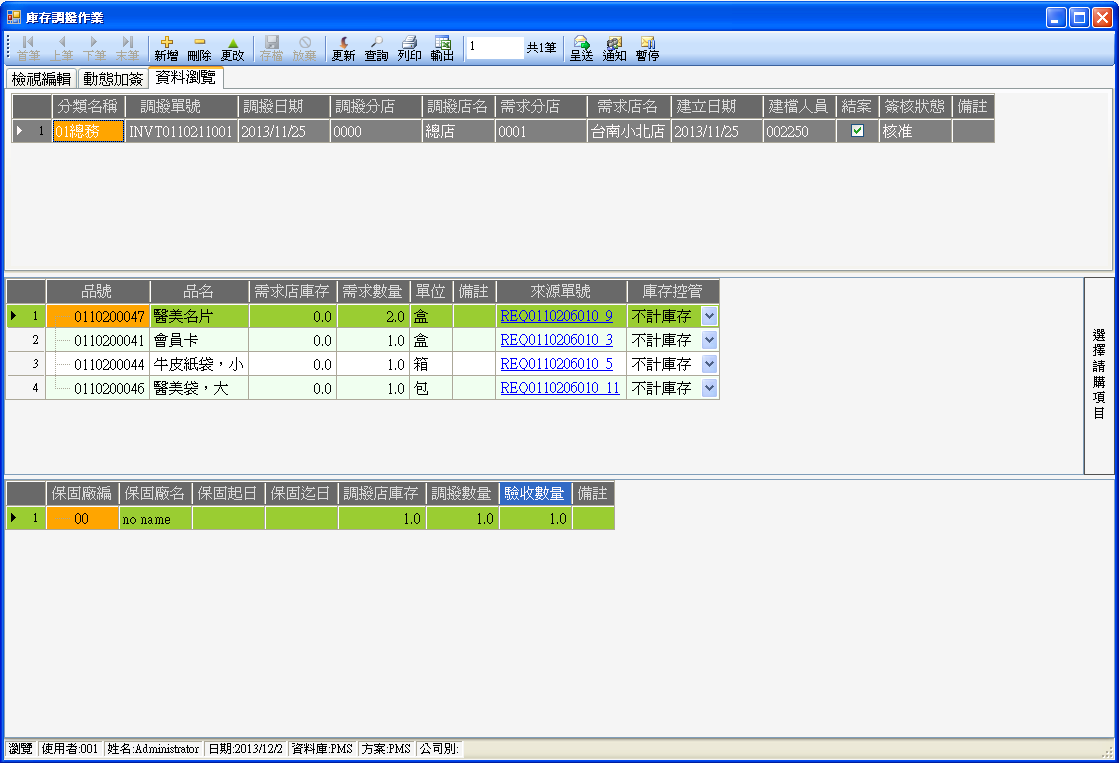 庫存調撥作業
首筆 上筆 下筆 末筆 新增 刪除 更改 存檔 放棄 更新 查詢 列印 輸出 1 共1筆 呈送 通知 暫停
檢視編輯 動態加簽 資料瀏覽
分類名稱 調撥單號 調撥日期 調撥分店 調撥店名 需求分店 需求店名 建立日期 建檔人員 結案 簽核狀態 備註
1 01總務 INVT0110211001 2013/11/25 0000 總店 0001 台南小北店 2013/11/25 002250 核准
品號 品名 需求店庫存 需求數量 單位 備註 來源單號 庫存控管
1 0110200047 醫美名片 0.0 2.0 盒 REQ0110206010_9 不計庫存
2 0110200041 會員卡 0.0 1.0 盒 REQ0110206010_3 不計庫存
3 0110200044 牛皮紙袋，小 0.0 1.0 箱 REQ0110206010_5 不計庫存
4 0110200046 醫美袋，大 0.0 1.0 包 REQ0110206010_11 不計庫存
選擇請購項目
保固廠編 保固廠名 保固起日 保固迄日 調撥店庫存 調撥數量 驗收數量 備註
1 00 no name 1.0 1.0 1.0
瀏覽 使用者:001 姓名:Administrator 日期:2013/12/2 資料庫:PMS 方案:PMS 公司別: